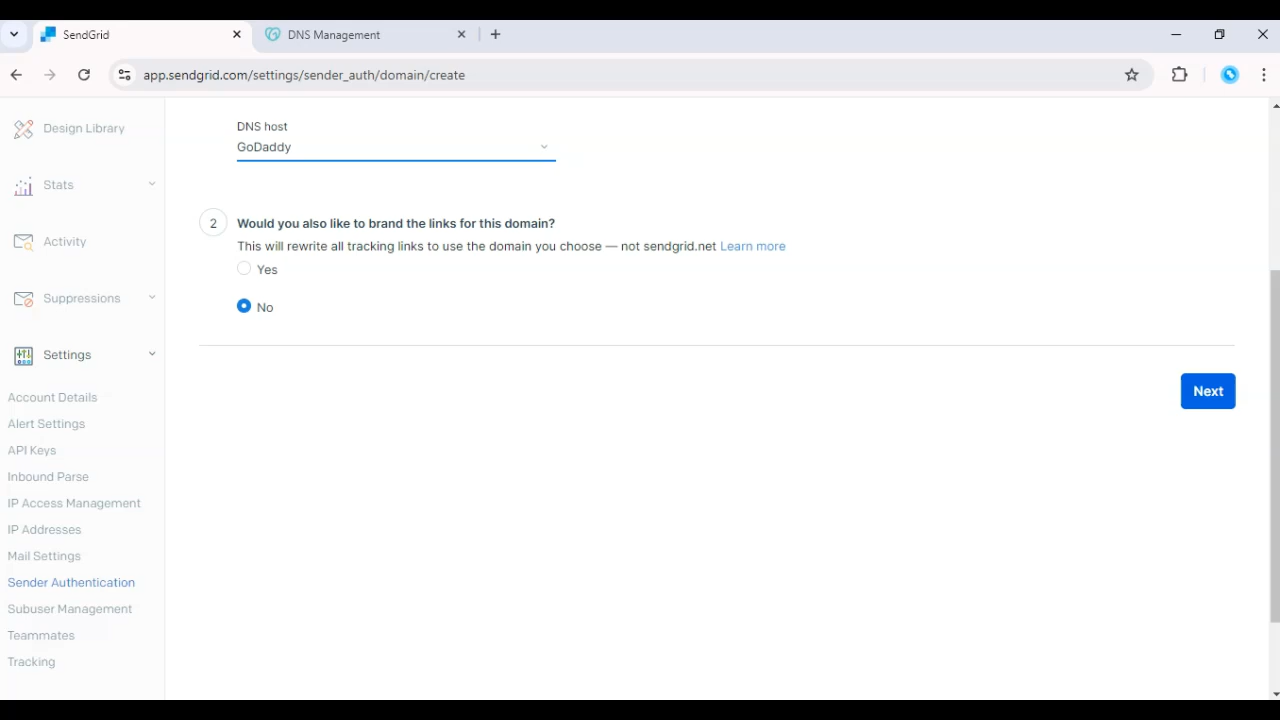 SendGrid
DNS Management
app.sendgrid.com/settings/sender_auth/domain/create
Design Library
Stats
Activity
Suppressions
Settings
Account Details
Alert Settings
API Keys
Inbound Parse
IP Access Management
IP Addresses
Mail Settings
Sender Authentication
Subuser Management
Teammates
Tracking
DNS host
GoDaddy
2 Would you also like to brand the links for this domain?
This will rewrite all tracking links to use the domain you choose — not sendgrid.net Learn more
Yes
No
Next